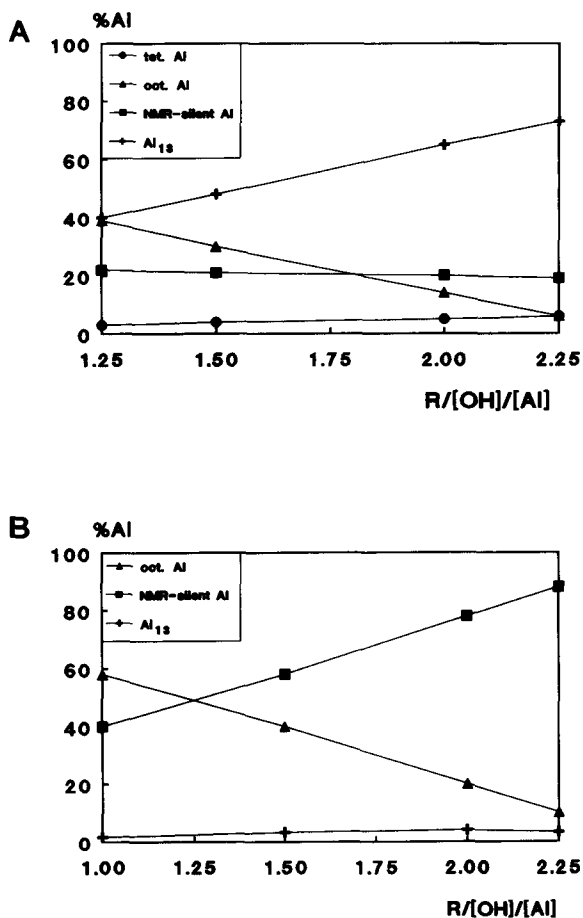 A
%Al
100
80
60
40
20
0
tet. Al
oct. Al
NMR-silent Al
Al13
1.25 1.50 1.75 2.00 2.25
R/[OH]/[Al]
B
%Al
100
80
60
40
20
0
oct. Al
NMR-silent Al
Al13
1.00 1.25 1.50 1.75 2.00 2.25
R/[OH]/[Al]